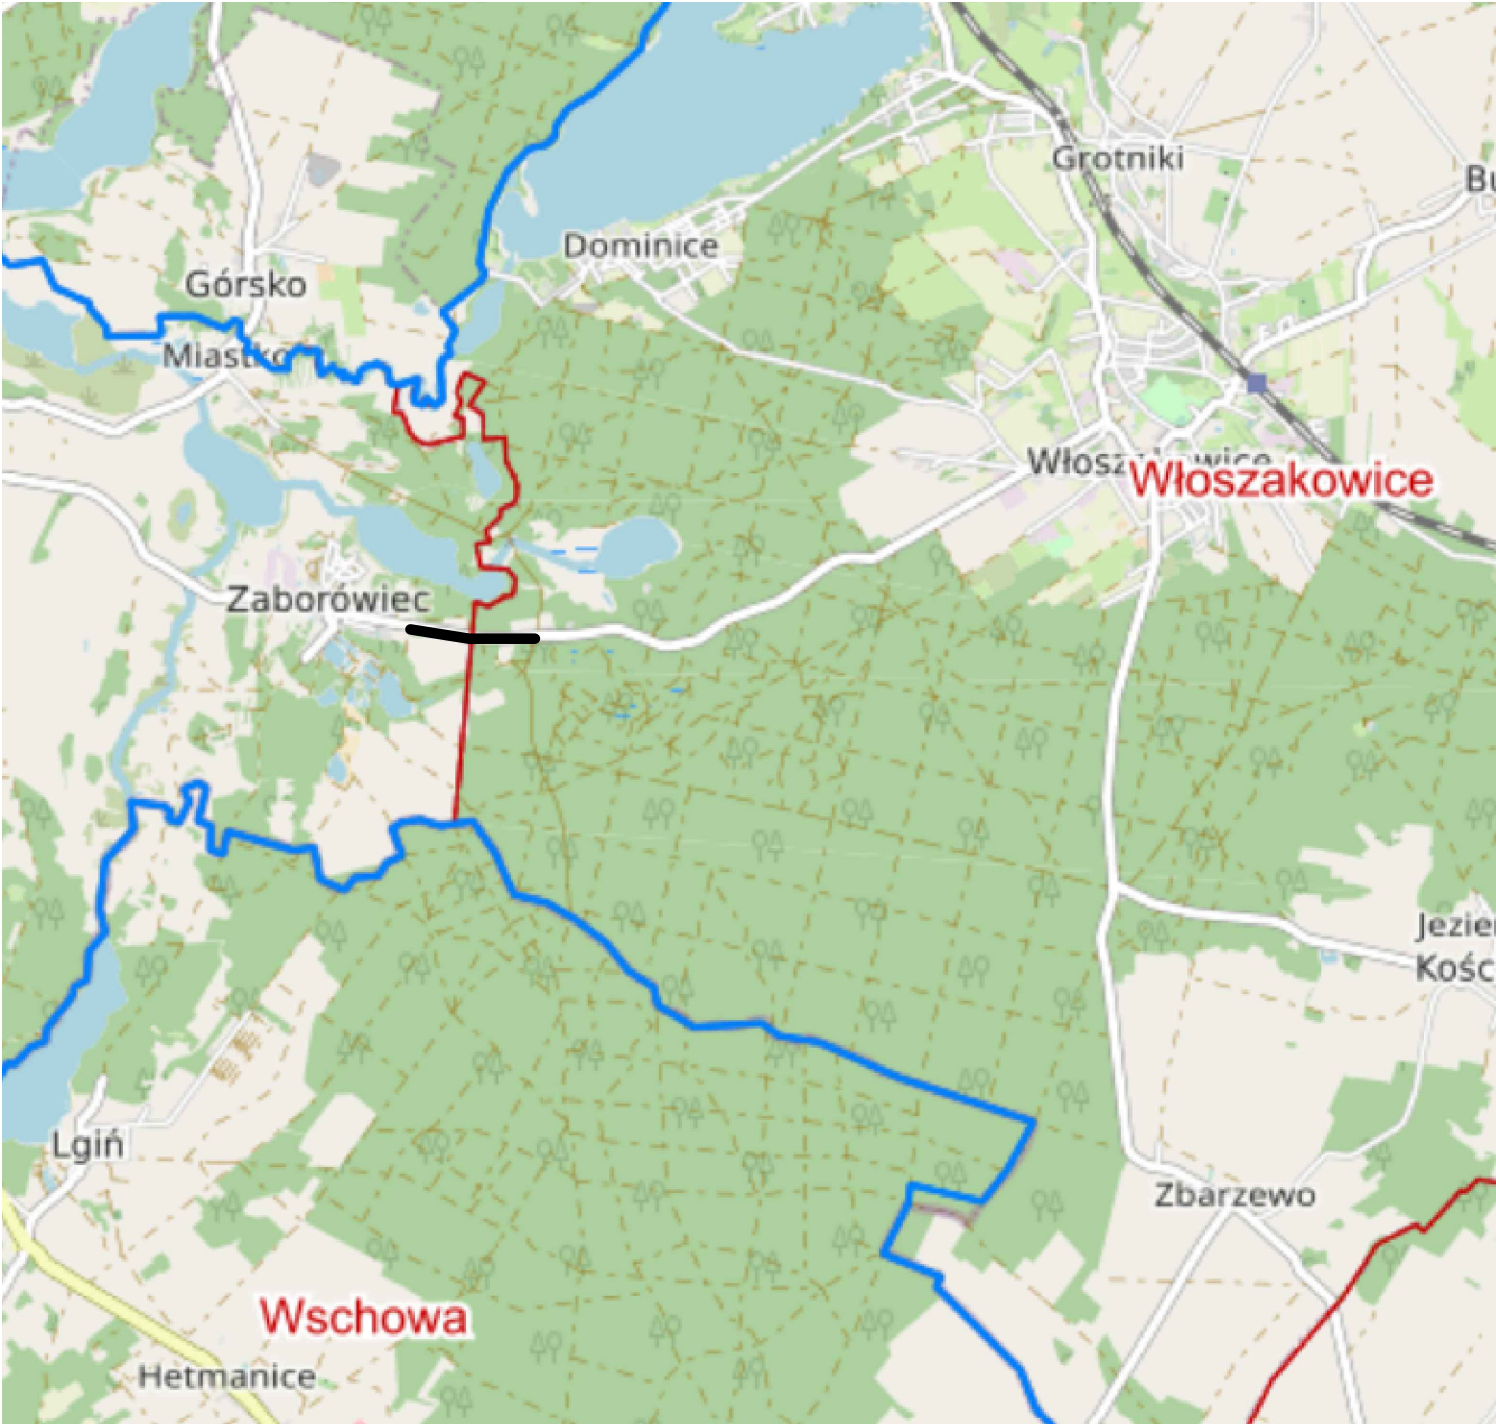 Grotniki
Dominice
Górsko
Włoszakowice
Zaborówiec
Lgiń
Zbarzewo
Wschowa
Hetmanice